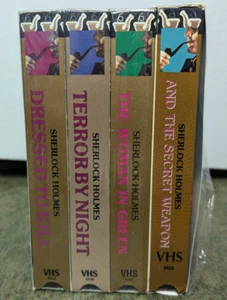 SHERLOCK HOLMES
DRESSED TO KILL
VHS
SHERLOCK HOLMES
TERROR BY NIGHT
VHS
SHERLOCK HOLMES
THE WOMAN IN GREEN
VHS
SHERLOCK HOLMES
AND THE SECRET WEAPON
VHS